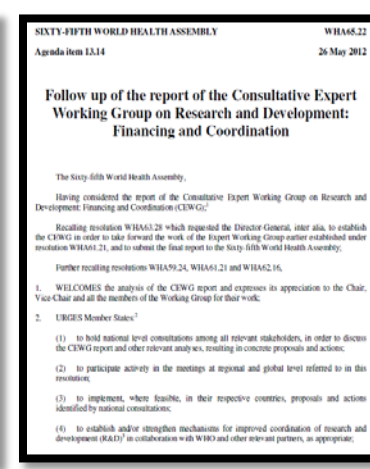 SIXTY-FIFTH WORLD HEALTH ASSEMBLY WHA65.22
Agenda item 13.14 26 May 2012
Follow up of the report of the Consultative Expert
Working Group on Research and Development:
Financing and Coordination
The Sixty-fifth World Health Assembly,
Having considered the report of the Consultative Expert Working Group on Research and
Development: Financing and Coordination (CEWG);1
Recalling resolution WHA63.28 which requested the Director-General, inter alia, to establish
the CEWG in order to take forward the work of the Expert Working Group earlier established under
resolution WHA61.21, and to submit the final report to the Sixty-fifth World Health Assembly;
Further recalling resolutions WHA59.24, WHA61.21 and WHA62.16,
1. WELCOMES the analysis of the CEWG report and expresses its appreciation to the Chair,
Vice-Chair and all the members of the Working Group for their work;
2. URGES Member States:2
(1) to hold national level consultations among all relevant stakeholders, in order to discuss
the CEWG report and other relevant analyses, resulting in concrete proposals and actions;
(2) to participate actively in the meetings at regional and global level referred to in this
resolution;
(3) to implement, where feasible, in their respective countries, proposals and actions
identified by national consultations;
(4) to establish and/or strengthen mechanisms for improved coordination of research and
development (R&D)3 in collaboration with WHO and other relevant partners, as appropriate;